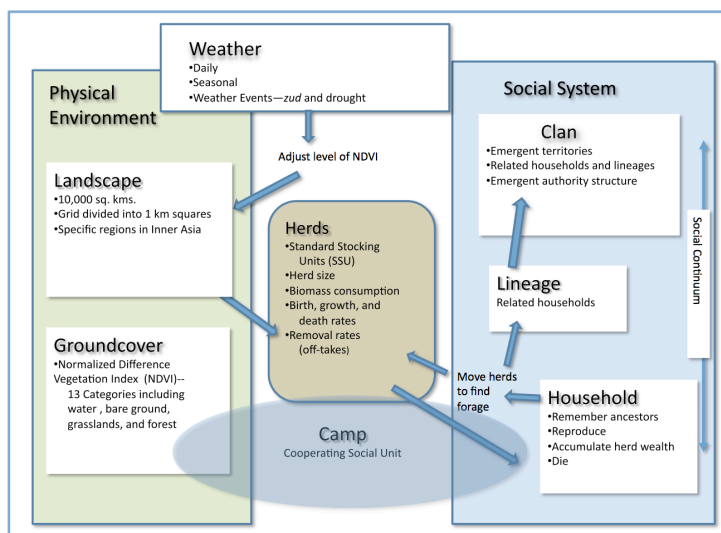 Weather
•Daily
•Seasonal
•Weather Events—zud and drought
Physical
Environment
Adjust level of NDVI
Landscape
•10,000 sq. kms.
•Grid divided into 1 km squares
•Specific regions in Inner Asia
Groundcover
•Normalized Difference
Vegetation Index (NDVI)--
13 Categories including
water , bare ground,
grasslands, and forest
Herds
•Standard Stocking
Units (SSU)
•Herd size
•Biomass consumption
•Birth, growth, and
death rates
•Removal rates
(off-takes)
Camp
Cooperating Social Unit
Social System
Clan
•Emergent territories
•Related households and lineages
•Emergent authority structure
Lineage
Related households
Move herds
to find
forage
Household
•Remember ancestors
•Reproduce
•Accumulate herd wealth
•Die
Social Continuum